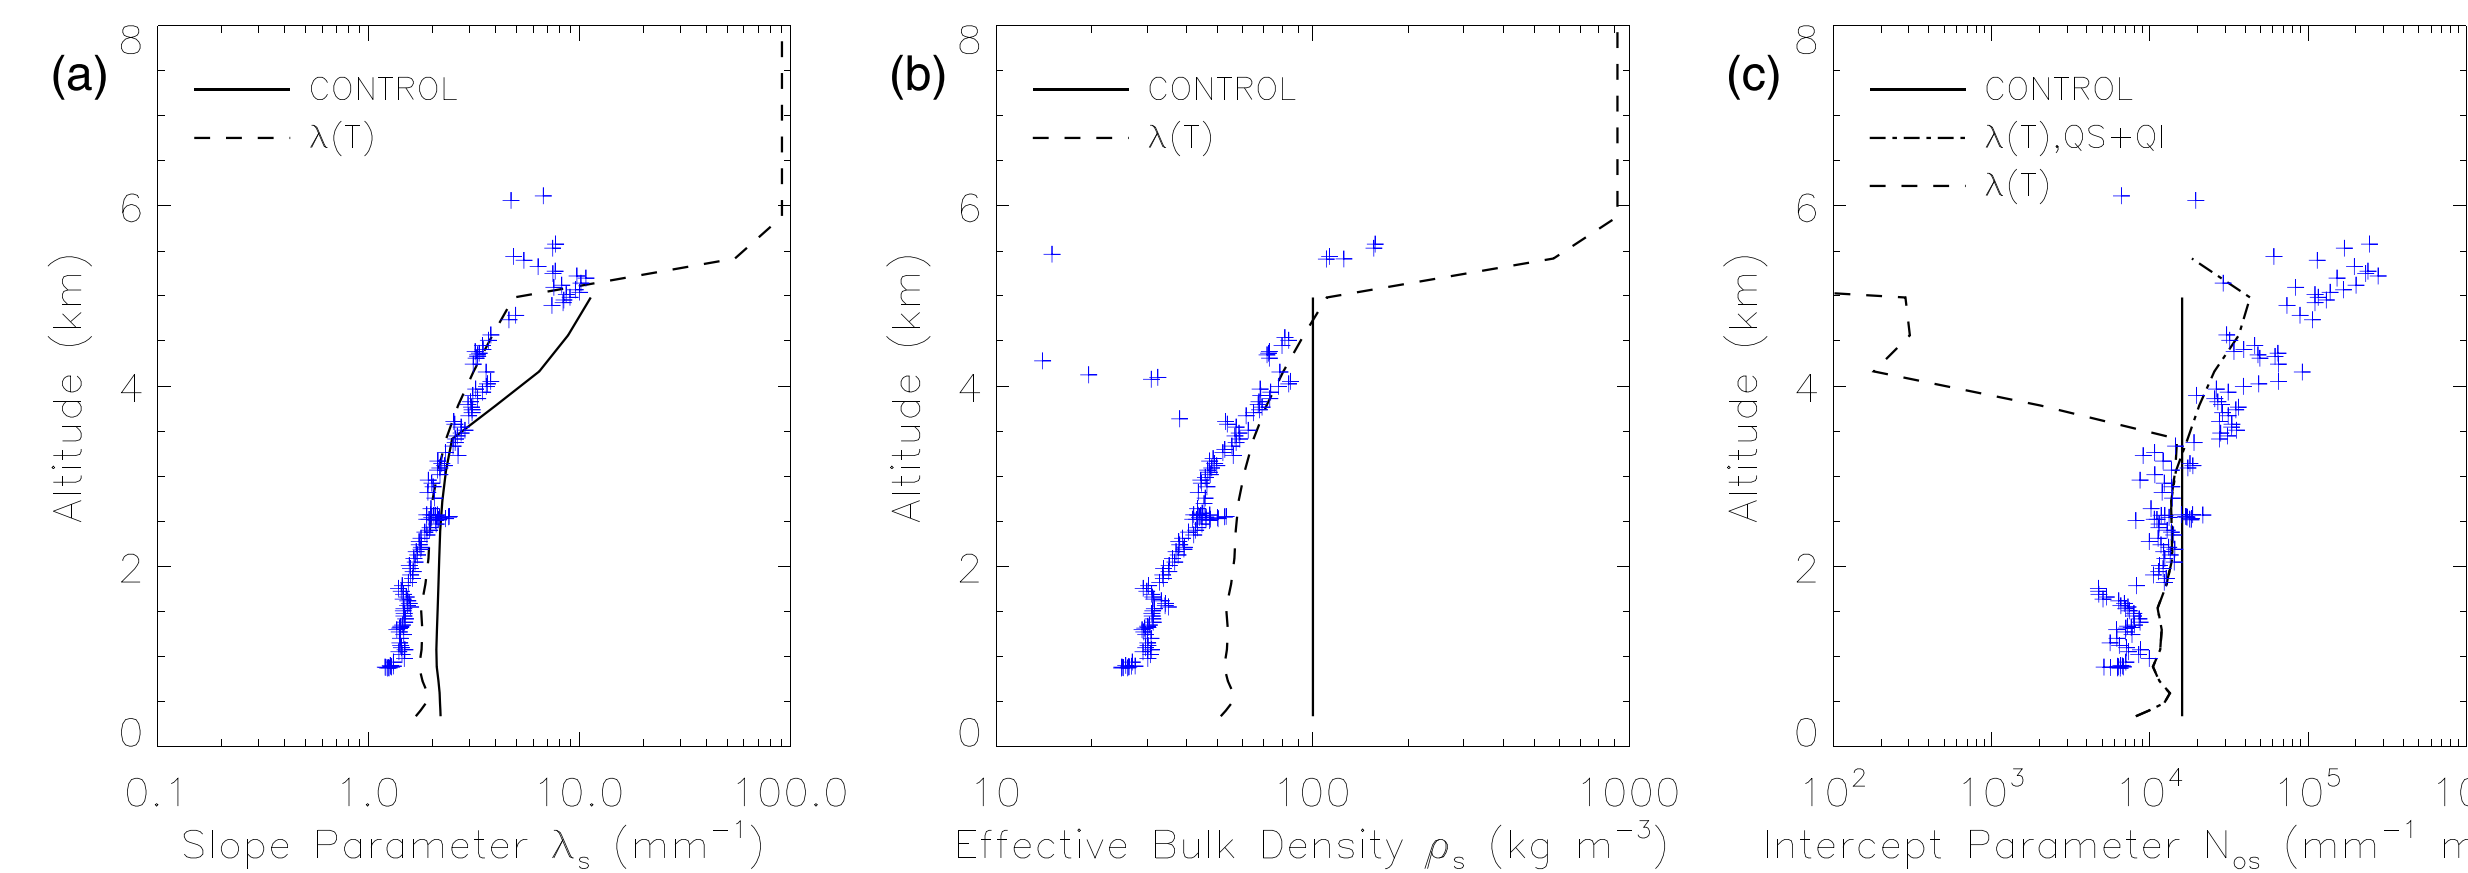 (a)
CONTROL
λ(T)
8
6
4
2
0
Altitude (km)
0.1 1.0 10.0 100.0
Slope Parameter λs (mm⁻¹)
(b)
CONTROL
λ(T)
8
6
4
2
0
Altitude (km)
10 100 1000
Effective Bulk Density ρs (kg m⁻³)
(c)
CONTROL
λ(T),QS+QI
λ(T)
8
6
4
2
0
Altitude (km)
10² 10³ 10⁴ 10⁵ 1
Intercept Parameter Nos (mm⁻¹ m